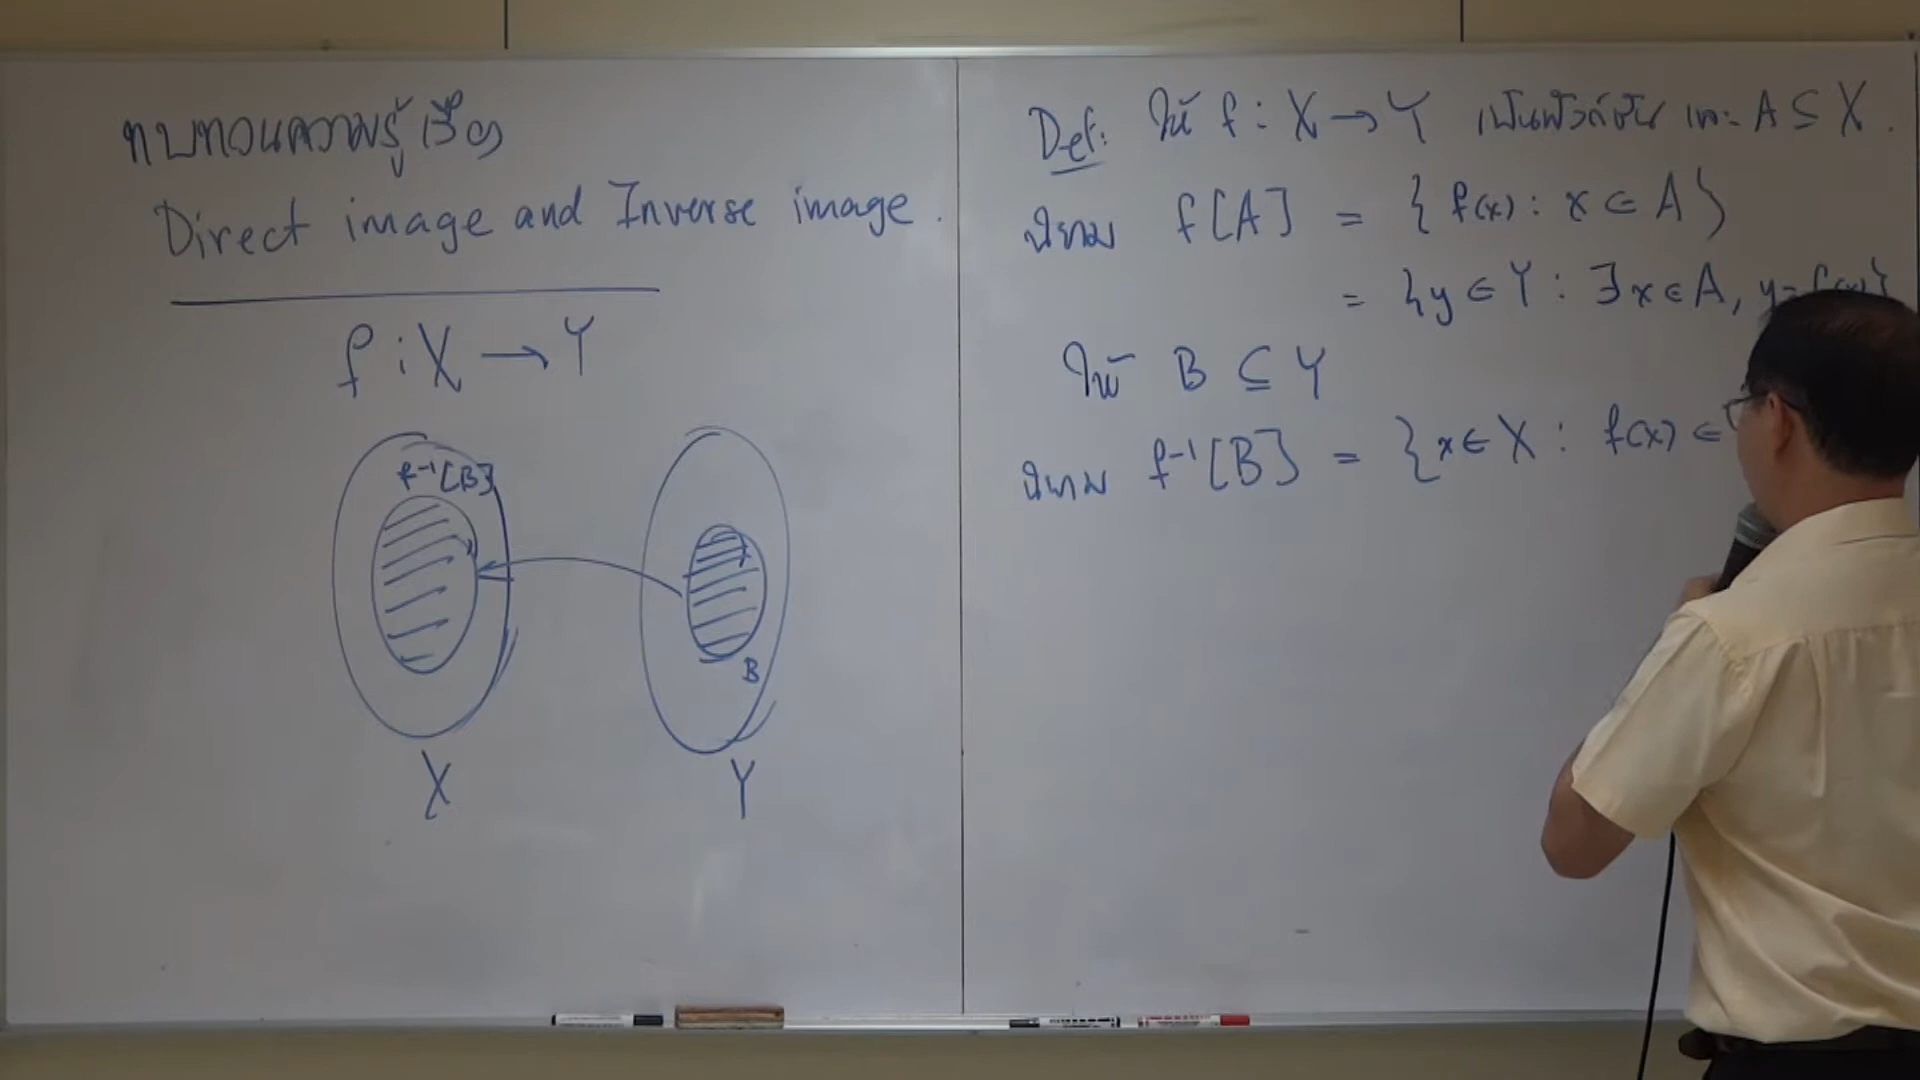 ทบทวนความรู้เรื่อง
Direct image and Inverse image.
f : X → Y
f⁻¹[B]
B
X
Y
Def: ให้ f : X → Y เป็นฟังก์ชัน และ A ⊆ X.
นิยาม f[A] = { f(x) : x ∈ A }
= { y ∈ Y : ∃ x ∈ A, y = f(x) }
ให้ B ⊆ Y
นิยาม f⁻¹[B] = { x ∈ X : f(x) ∈